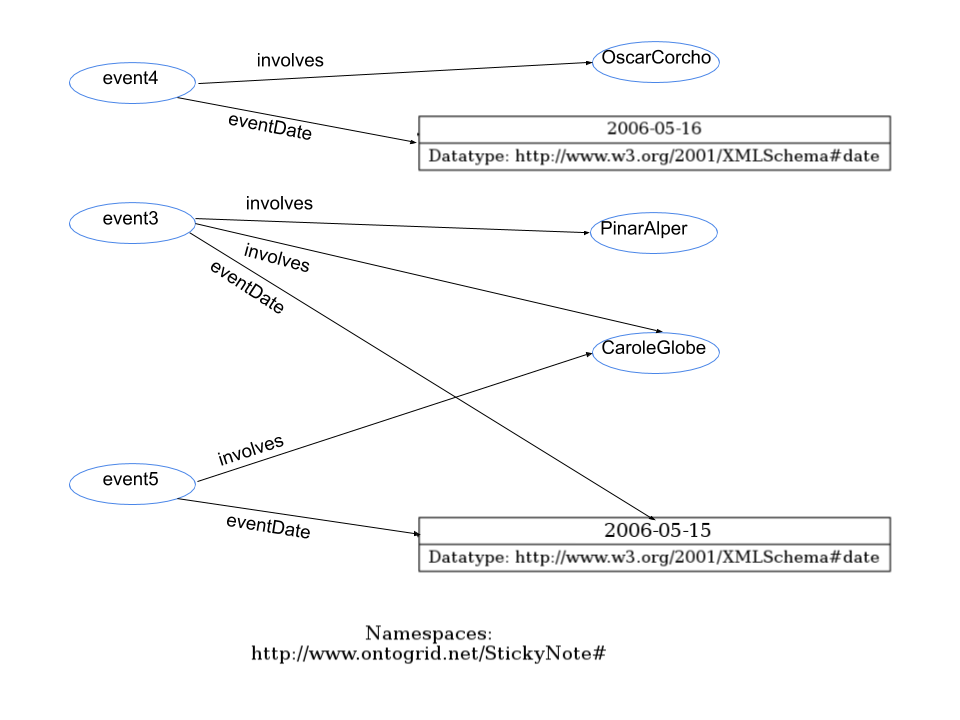 involves
OscarCorcho
event4
eventDate
2006-05-16
Datatype: http://www.w3.org/2001/XMLSchema#date
involves
event3
PinarAlper
involves
eventDate
CaroleGlobe
involves
event5
eventDate
2006-05-15
Datatype: http://www.w3.org/2001/XMLSchema#date
Namespaces:
http://www.ontogrid.net/StickyNote#